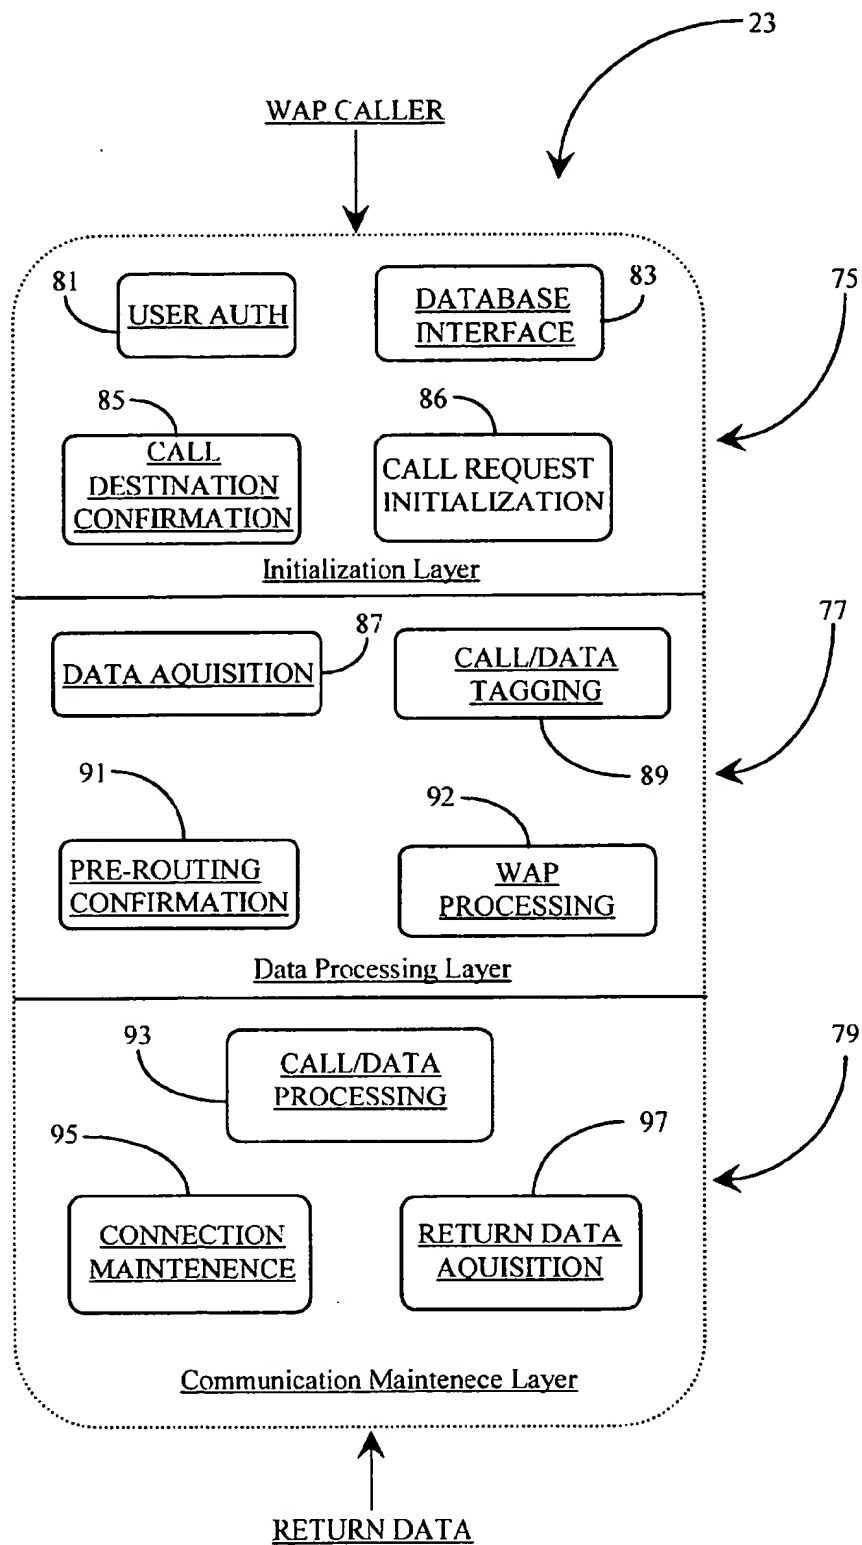 23
WAP CALLER
81
USER AUTH
DATABASE
INTERFACE
83
75
85
CALL
DESTINATION
CONFIRMATION
86
CALL REQUEST
INITIALIZATION
Initialization Layer
DATA AQUISITION
87
CALL/DATA
TAGGING
89
77
91
PRE-ROUTING
CONFIRMATION
92
WAP
PROCESSING
Data Processing Layer
93
CALL/DATA
PROCESSING
79
95
CONNECTION
MAINTENENCE
97
RETURN DATA
AQUISITION
Communication Maintenece Layer
RETURN DATA